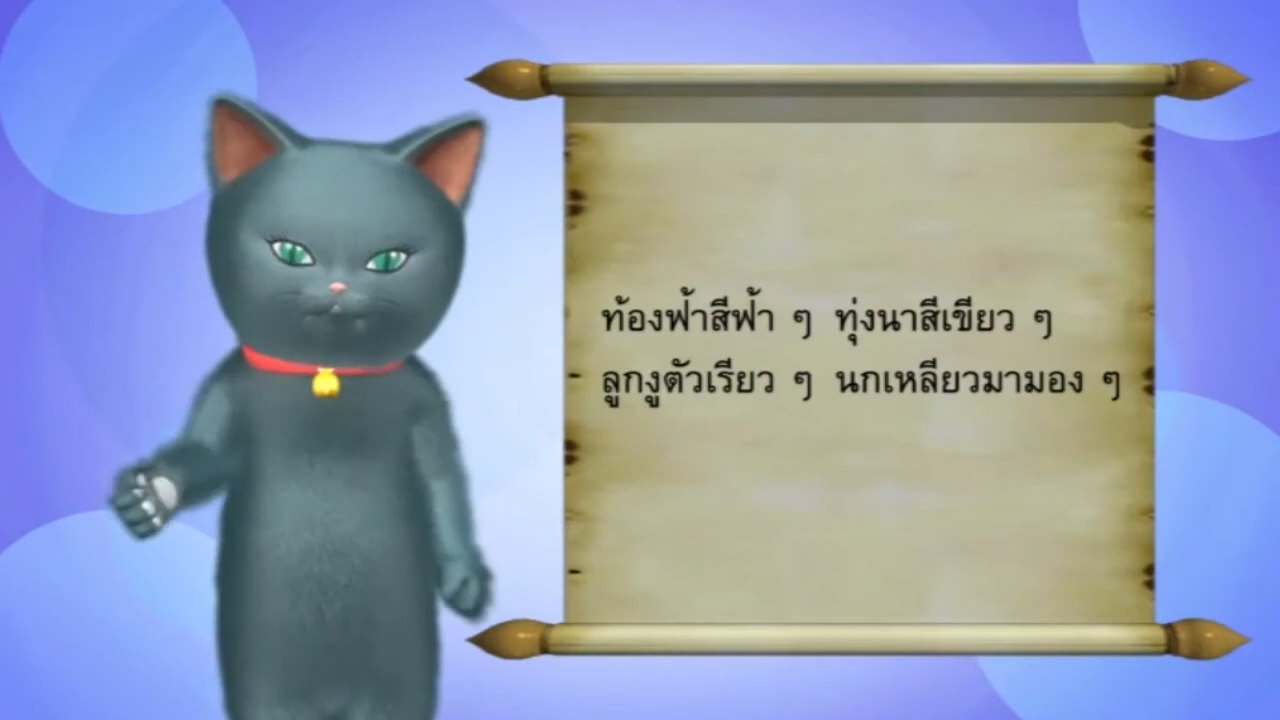 ท้องฟ้าสีฟ้า ๆ ทุ่งนาสีเขียว ๆ
ลูกงูตัวเรียว ๆ นกเหลียวมามอง ๆ